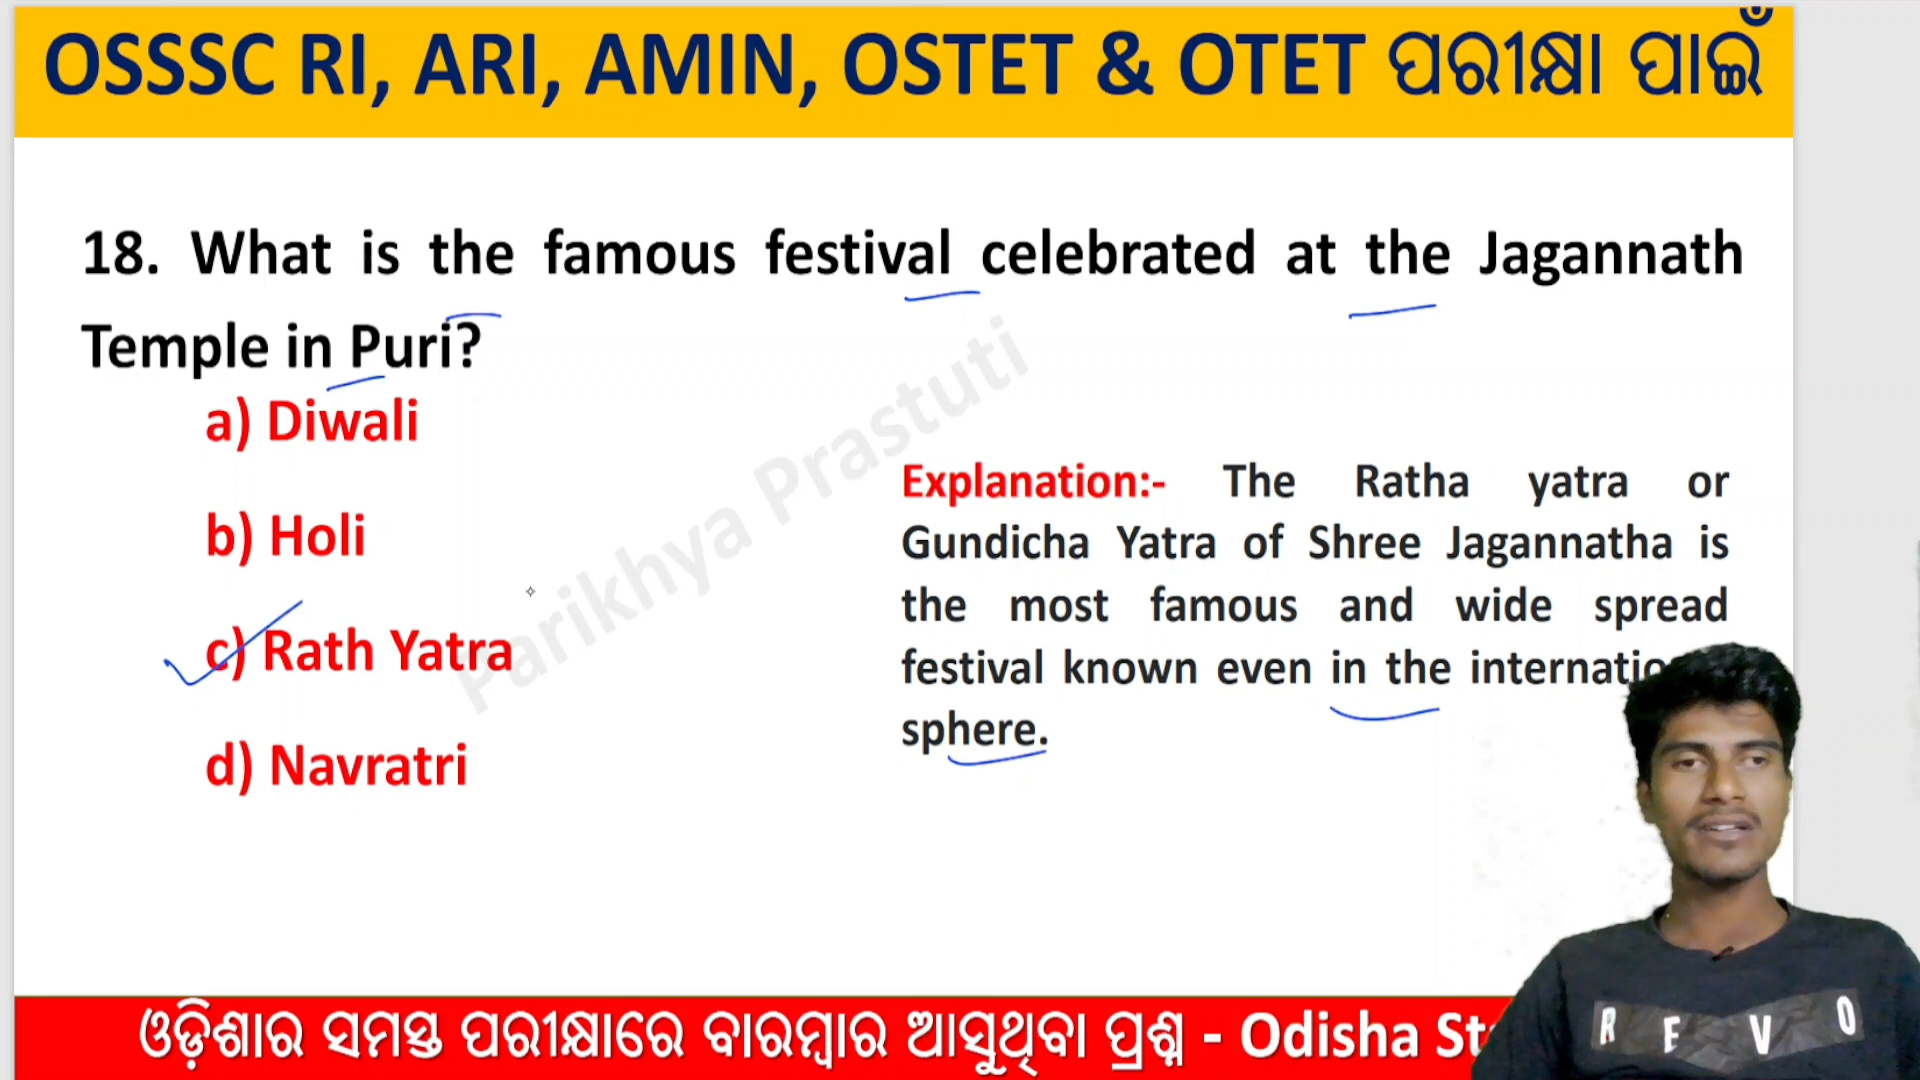 OSSSC RI, ARI, AMIN, OSTET & OTET ପରୀକ୍ଷା ପାଇଁ
18. What is the famous festival celebrated at the Jagannath
Temple in Puri?
a) Diwali
b) Holi
c) Rath Yatra
d) Navratri
Explanation:- The Ratha yatra or
Gundicha Yatra of Shree Jagannatha is
the most famous and wide spread
festival known even in the
sphere.
Parikhya Prastuti
REVO
ଓଡ଼ିଶାର ସମସ୍ତ ପରୀକ୍ଷାରେ ବାରମ୍ବାର ଆସୁଥିବା ପ୍ରଶ୍ନ - Odisha